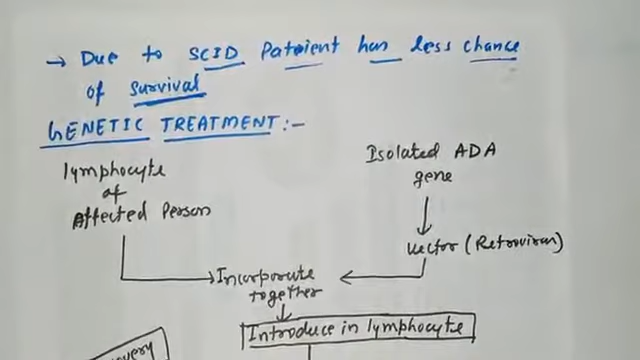 → Due to SCID Pateient has less chance
of survival
GENETIC TREATMENT:-
lymphocyte
of
Affected Person
Isolated ADA
gene
Vector (Retrovirus)
Incorporate
together
Introduce in lymphocyte